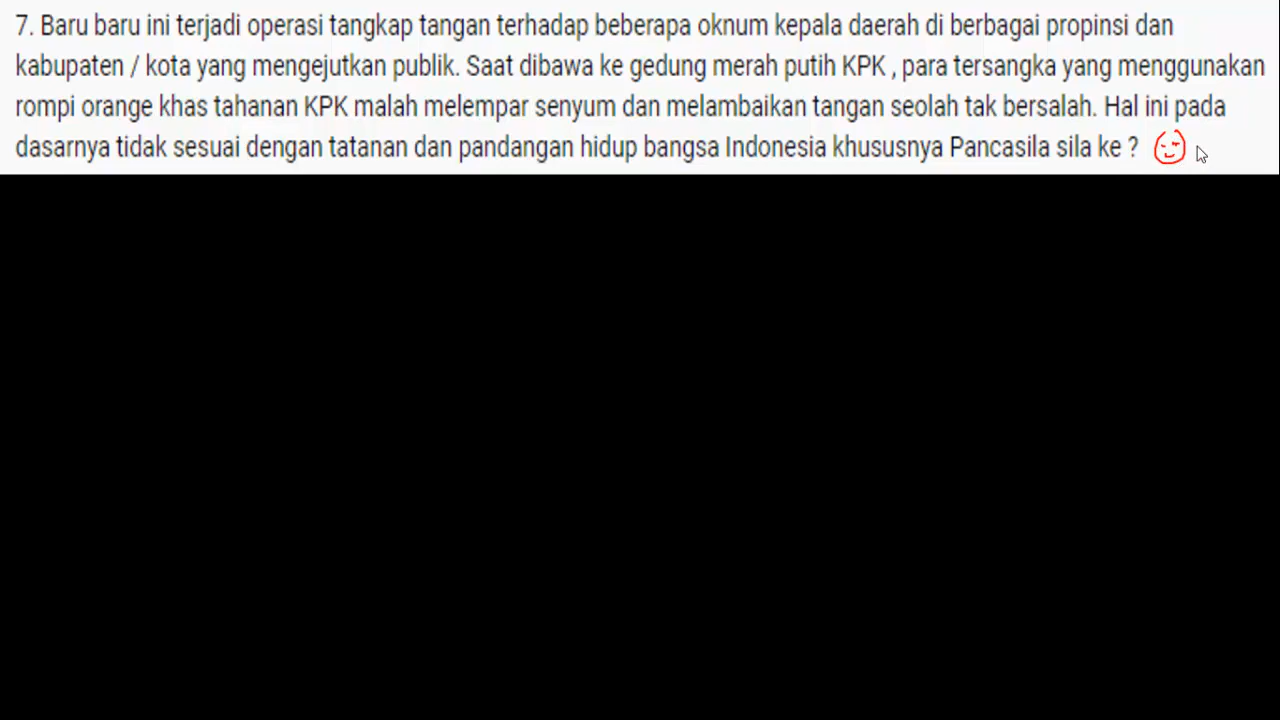 7. Baru baru ini terjadi operasi tangkap tangan terhadap beberapa oknum kepala daerah di berbagai propinsi dan
kabupaten / kota yang mengejutkan publik. Saat dibawa ke gedung merah putih KPK , para tersangka yang menggunakan
rompi orange khas tahanan KPK malah melempar senyum dan melambaikan tangan seolah tak bersalah. Hal ini pada
dasarnya tidak sesuai dengan tatanan dan pandangan hidup bangsa Indonesia khususnya Pancasila sila ke ?